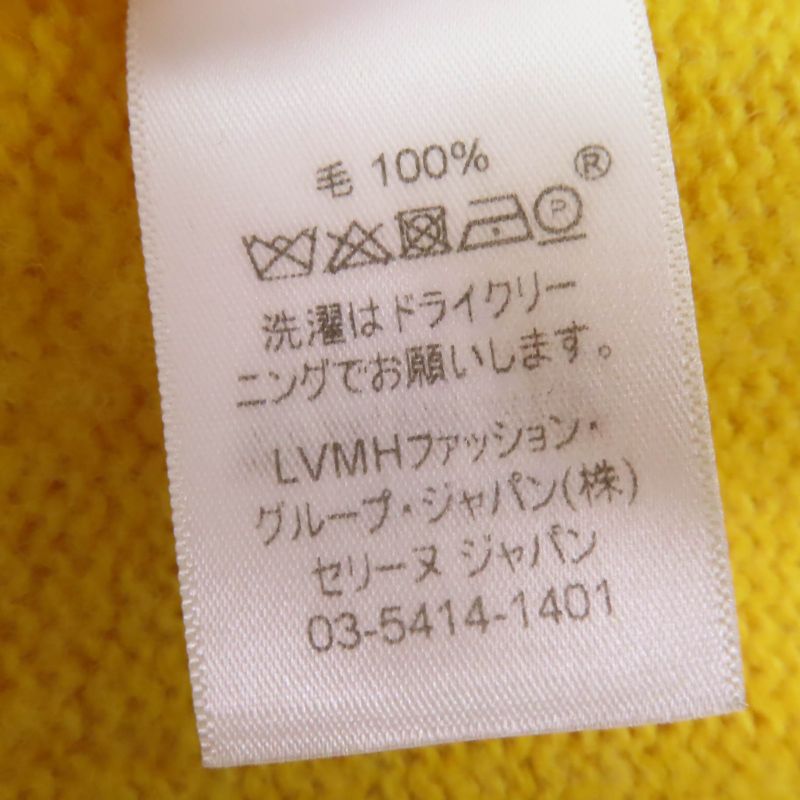 毛 100%
®
P
洗濯はドライクリー
ニングでお願いします。
LVMHファッション・
グループ・ジャパン(株)
セリーヌ ジャパン
03-5414-1401